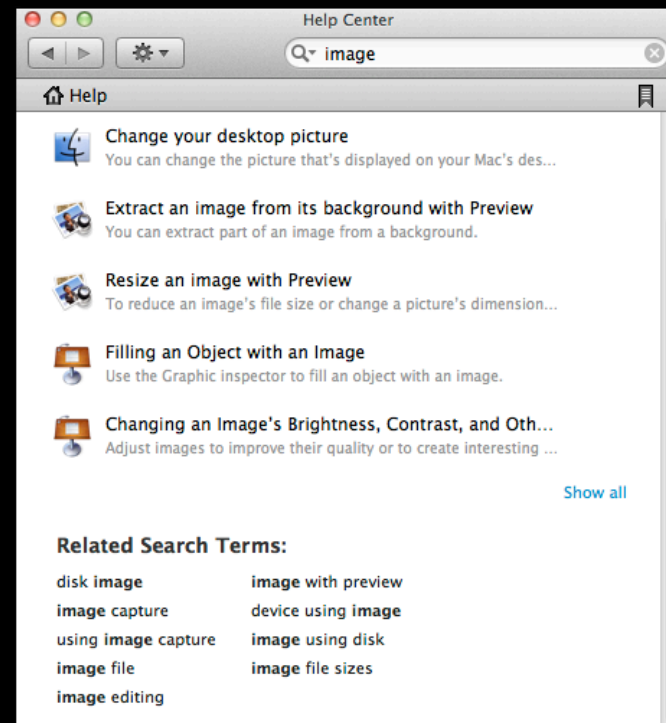 Help Center
image
Help
Change your desktop picture
You can change the picture that's displayed on your Mac's des...
Extract an image from its background with Preview
You can extract part of an image from a background.
Resize an image with Preview
To reduce an image's file size or change a picture's dimension...
Filling an Object with an Image
Use the Graphic inspector to fill an object with an image.
Changing an Image's Brightness, Contrast, and Oth...
Adjust images to improve their quality or to create interesting ...
Show all
Related Search Terms:
disk image
image with preview
image capture
device using image
using image capture
image using disk
image file
image file sizes
image editing